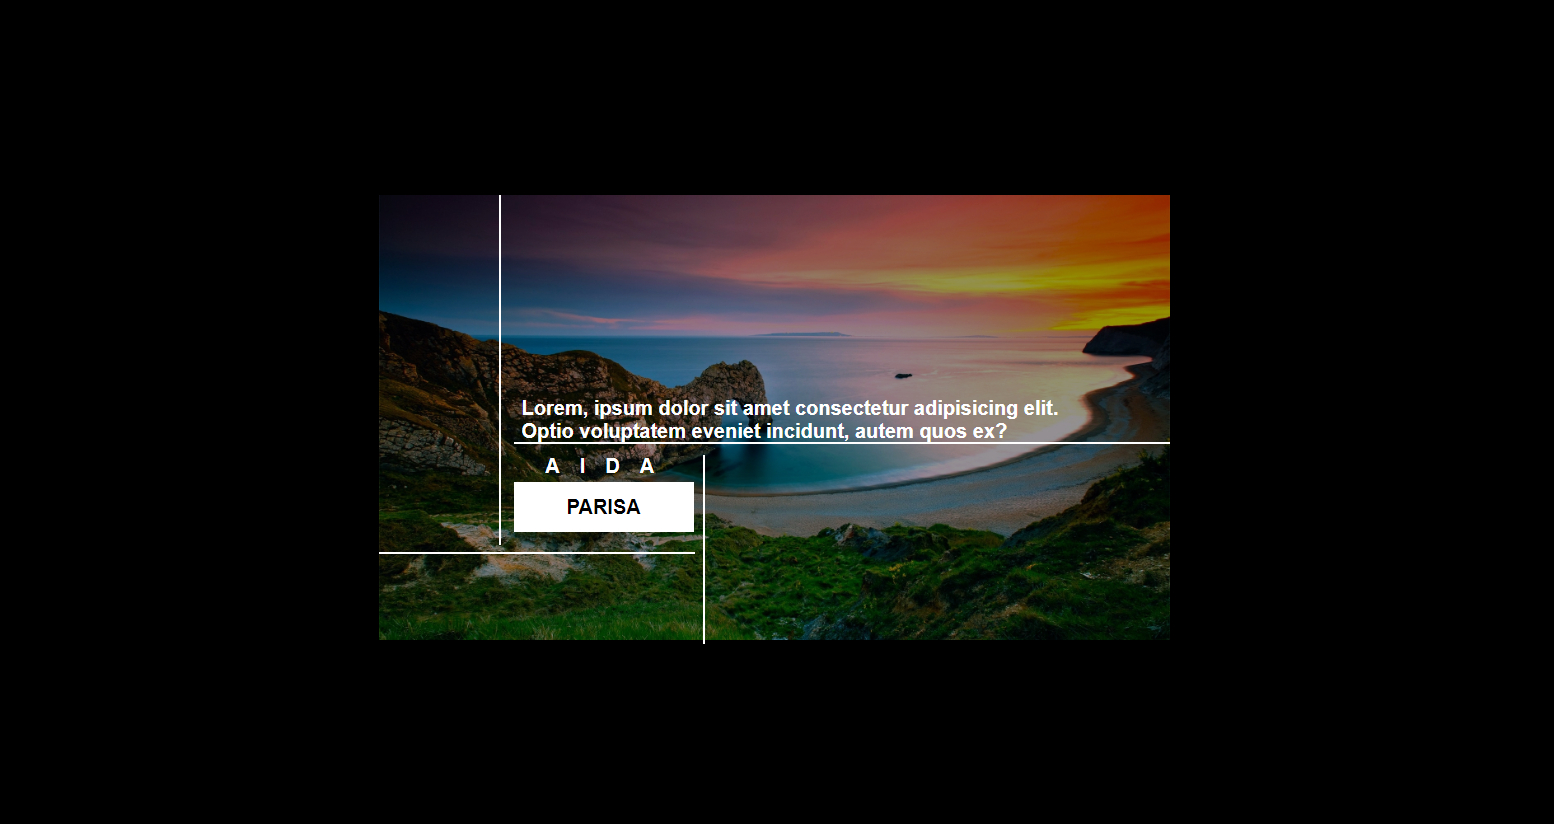 Lorem, ipsum dolor sit amet consectetur adipisicing elit.
Optio voluptatem eveniet incidunt, autem quos ex?
A I D A
PARISA